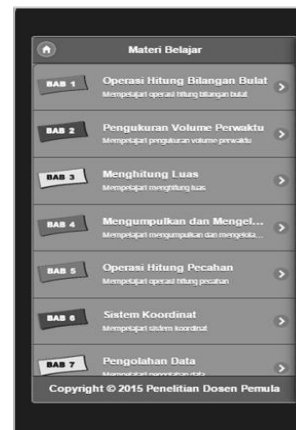 Materi Belajar
BAB 1
Operasi Hitung Bilangan Bulat
Mempelajari operasi hitung bilangan bulat
BAB 2
Pengukuran Volume Perwaktu
Mempelajari pengukuran volume perwaktu
BAB 3
Menghitung Luas
Mempelajari menghitung luas
BAB 4
Mengumpulkan dan Mengel...
Mempelajari mengumpulkan dan mengelola...
BAB 5
Operasi Hitung Pecahan
Mempelajari operasi hitung pecahan
BAB 6
Sistem Koordinat
Mempelajari sistem koordinat
BAB 7
Pengolahan Data
Mempelajari pengolahan data
Copyright © 2015 Penelitian Dosen Pemula